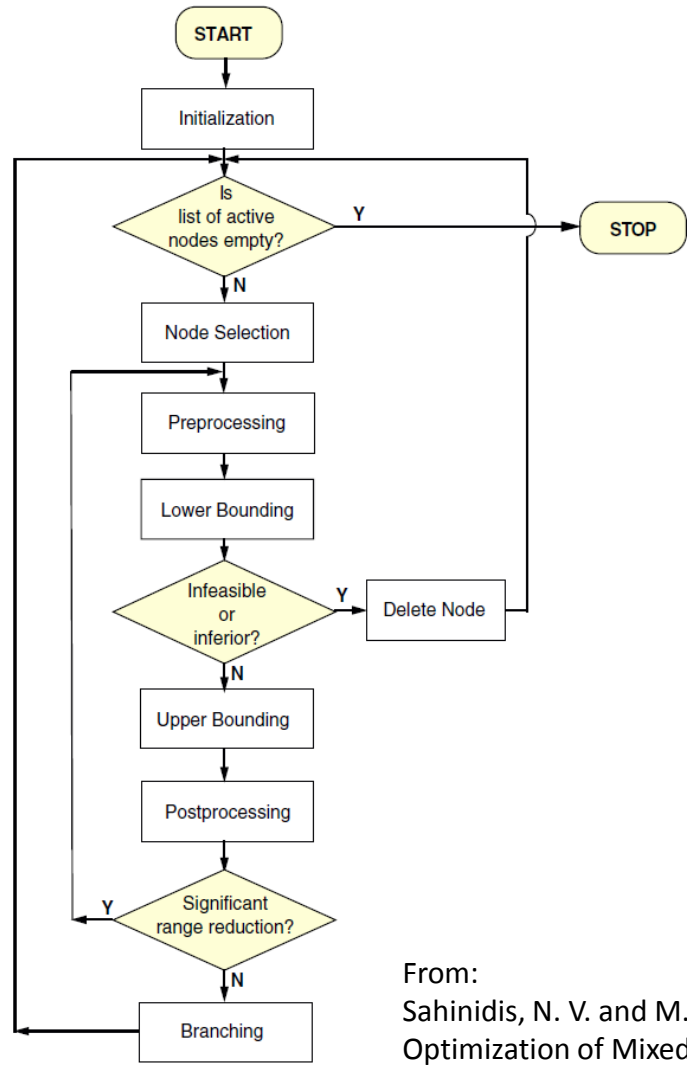 START
Initialization
Is
list of active
nodes empty?
Y
STOP
N
Node Selection
Preprocessing
Lower Bounding
Infeasible
or
inferior?
Y
Delete Node
N
Upper Bounding
Postprocessing
Significant
range reduction?
Y
N
Branching
From:
Sahinidis, N. V. and M.
Optimization of Mixed